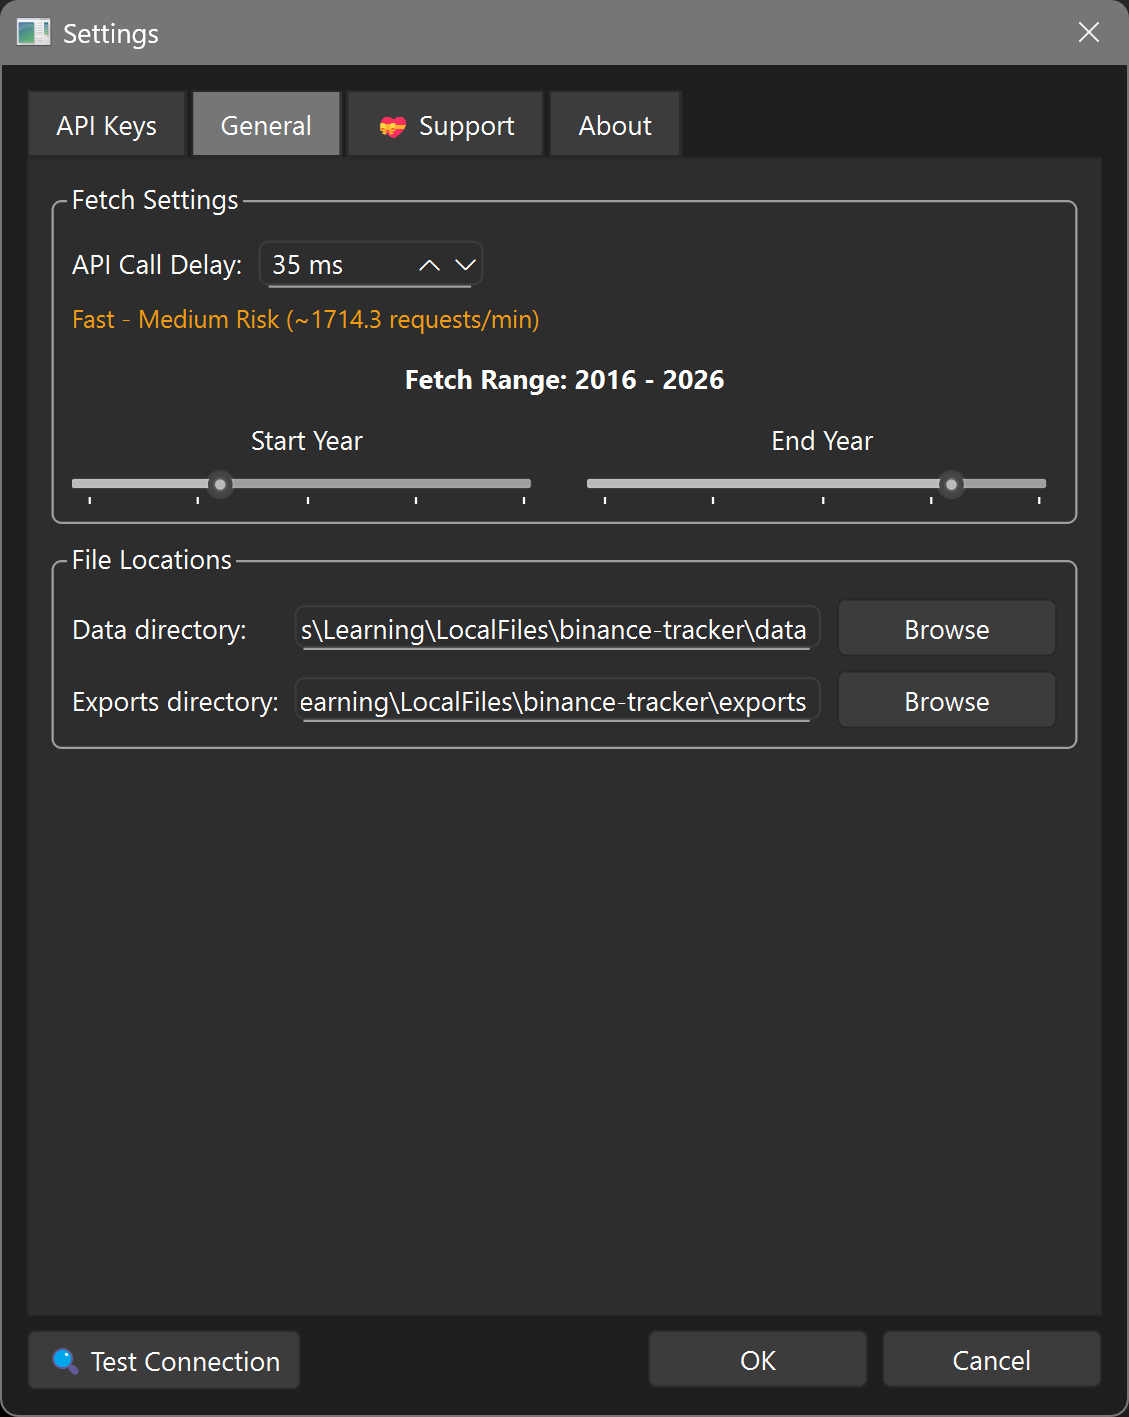 Settings
API Keys
General
Support
About
Fetch Settings
API Call Delay: 35 ms
Fast - Medium Risk (~1714.3 requests/min)
Fetch Range: 2016 - 2026
Start Year
End Year
File Locations
Data directory: s\Learning\LocalFiles\binance-tracker\data Browse
Exports directory: earning\LocalFiles\binance-tracker\exports Browse
Test Connection
OK
Cancel